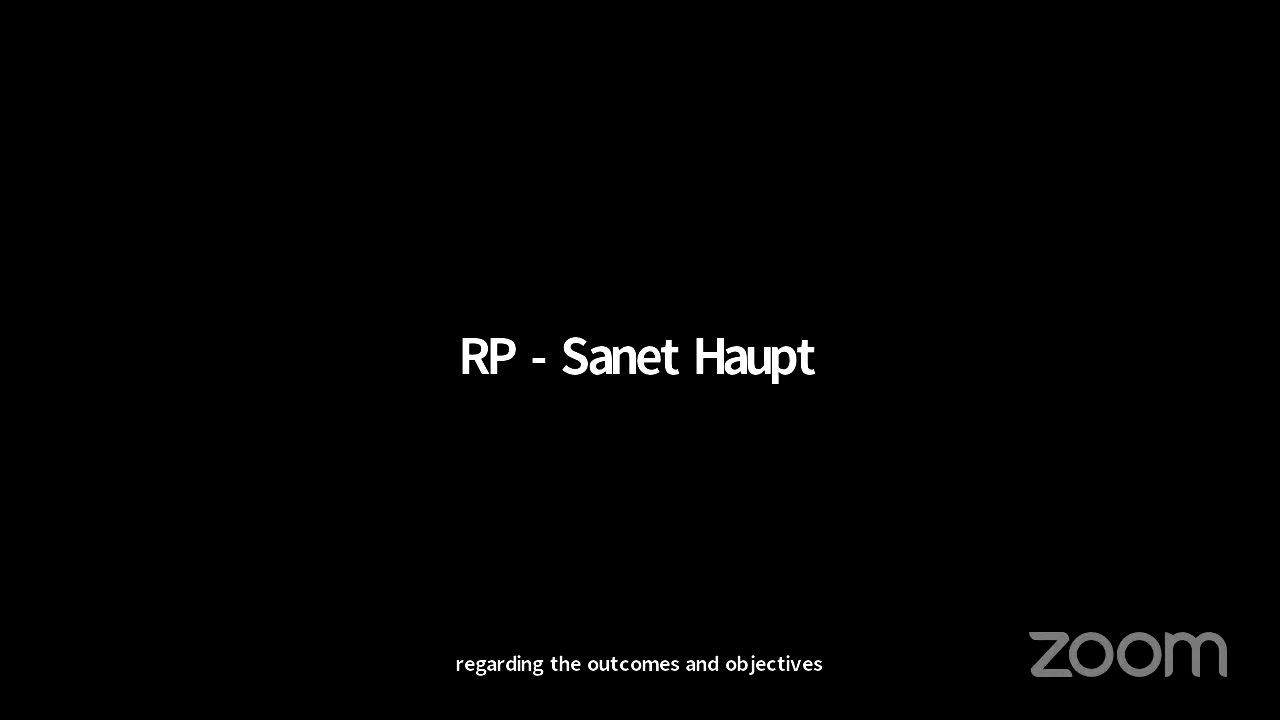 RP - Sanet Haupt
regarding the outcomes and objectives
zoom